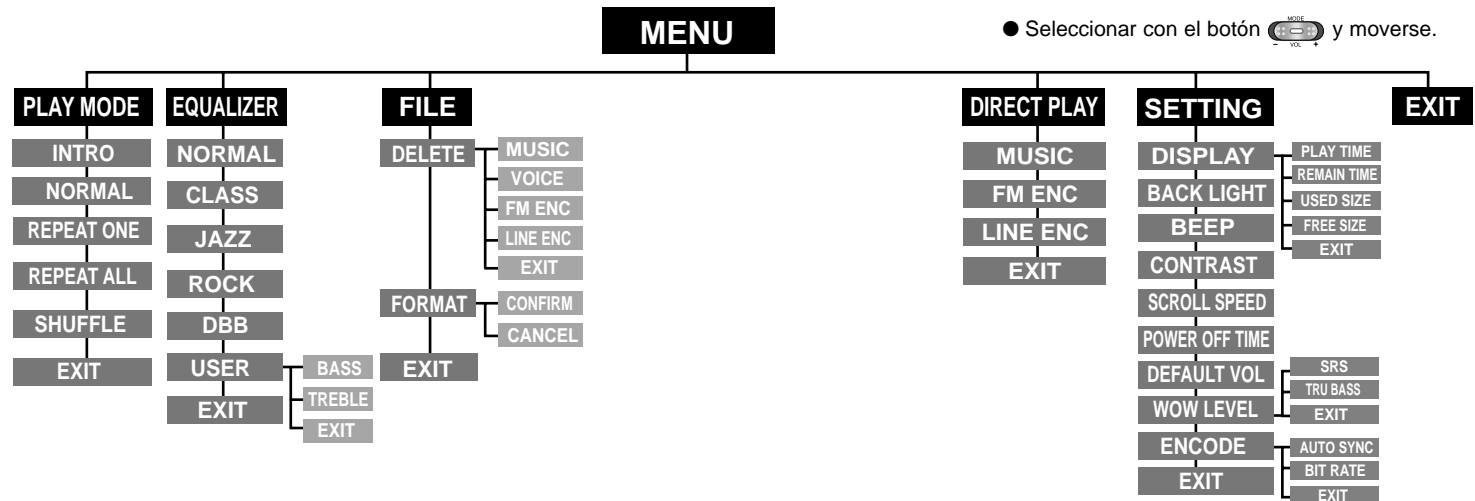 MENU
● Seleccionar con el botón MODE − VOL + y moverse.
PLAY MODE
INTRO
NORMAL
REPEAT ONE
REPEAT ALL
SHUFFLE
EXIT
EQUALIZER
NORMAL
CLASS
JAZZ
ROCK
DBB
USER
BASS
TREBLE
EXIT
EXIT
FILE
DELETE
MUSIC
VOICE
FM ENC
LINE ENC
EXIT
FORMAT
CONFIRM
CANCEL
EXIT
DIRECT PLAY
MUSIC
FM ENC
LINE ENC
EXIT
SETTING
DISPLAY
PLAY TIME
REMAIN TIME
USED SIZE
FREE SIZE
EXIT
BACK LIGHT
BEEP
CONTRAST
SCROLL SPEED
POWER OFF TIME
DEFAULT VOL
WOW LEVEL
SRS
TRU BASS
EXIT
ENCODE
AUTO SYNC
BIT RATE
EXIT
EXIT
EXIT